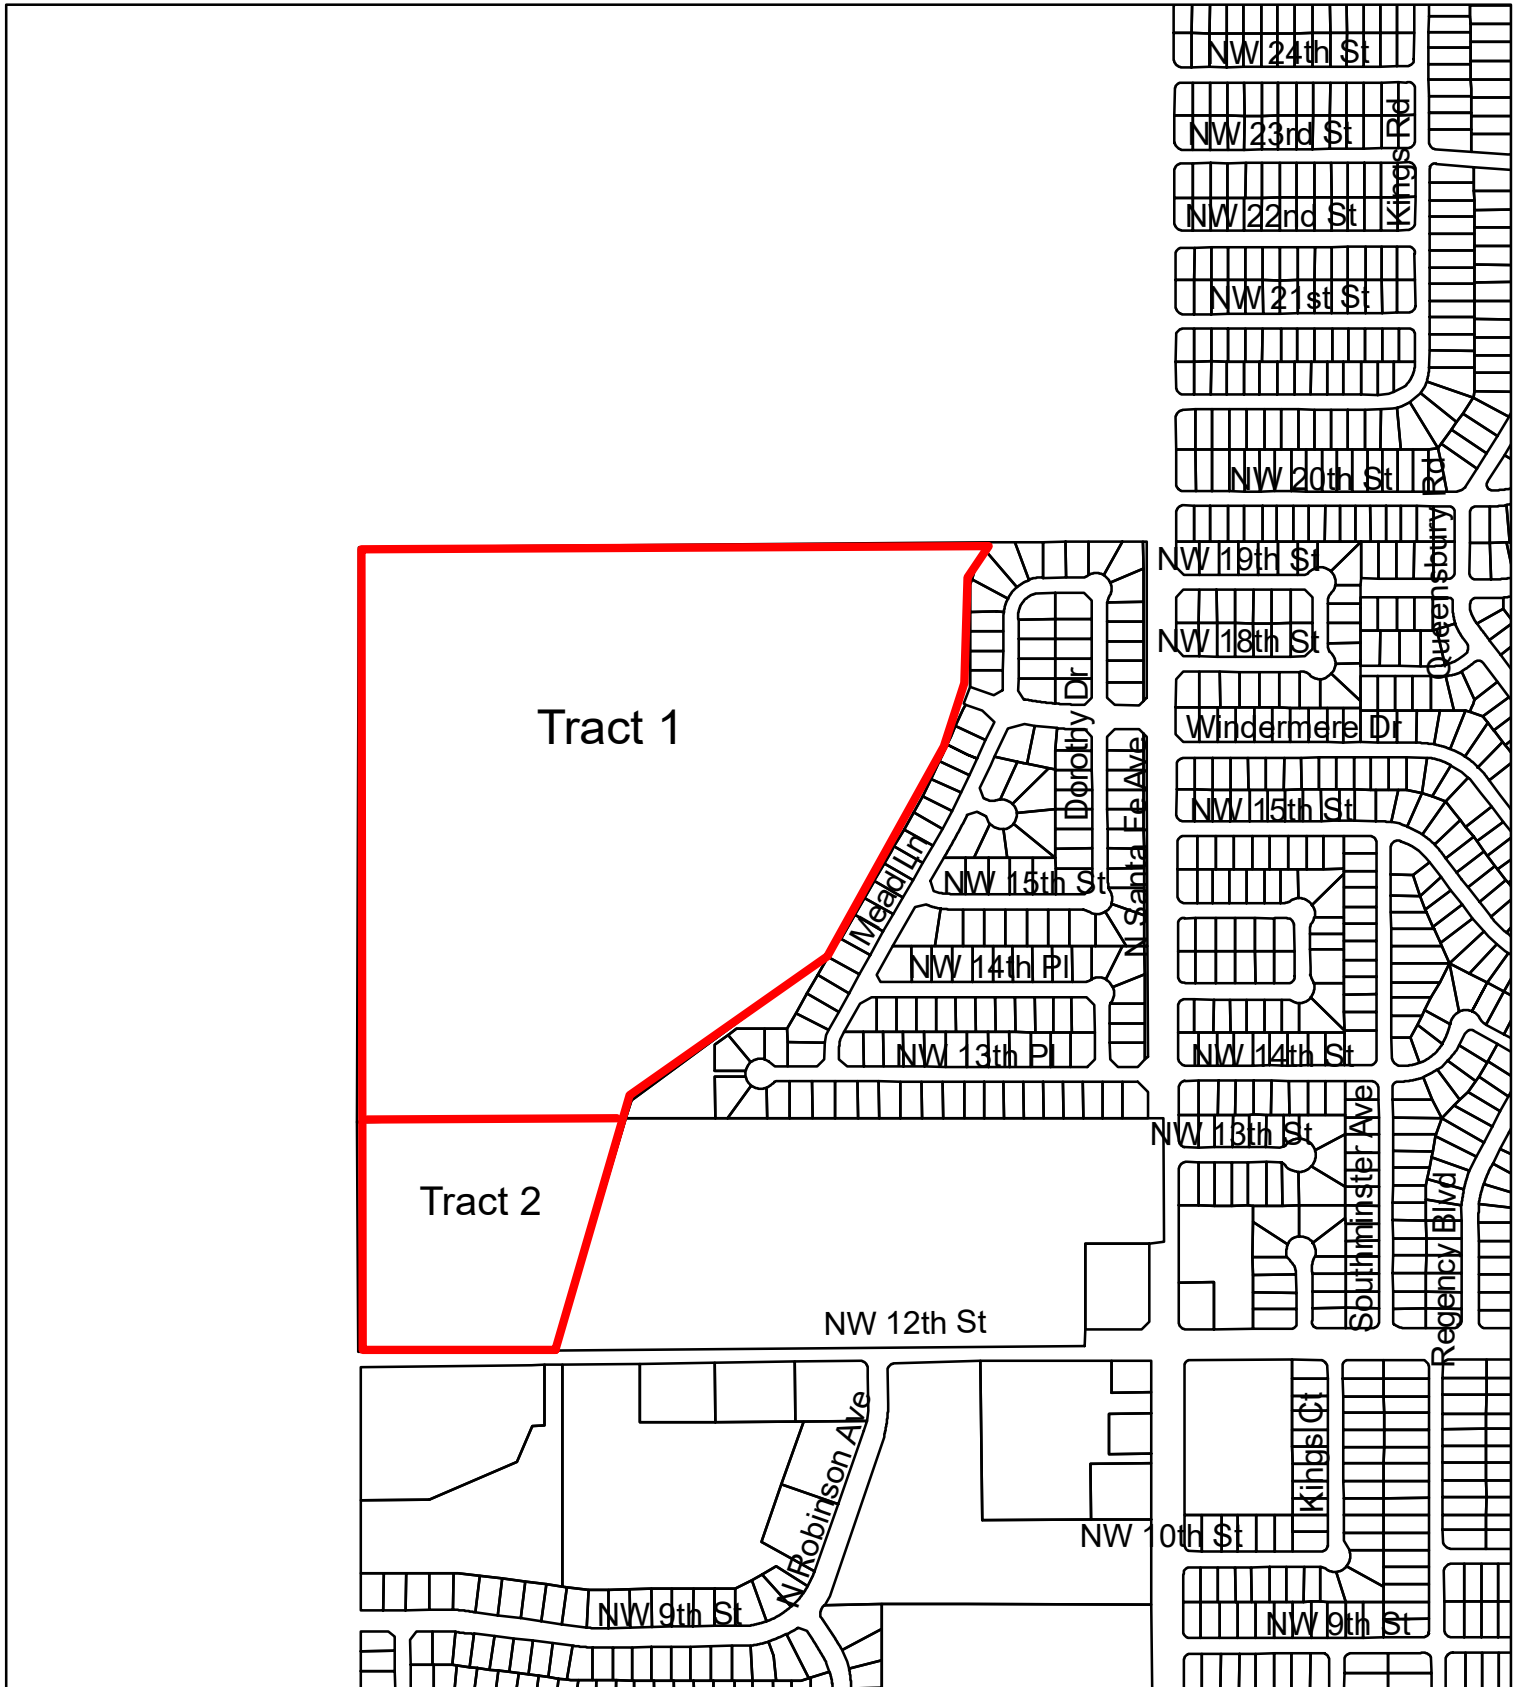 NW 24th St
NW 23rd St
Kings Rd
NW 22nd St
NW 21st St
NW 20th St
Queensbury Rd
NW 19th St
NW 18th St
Tract 1
Dorothy Dr
Windermere Dr
N Santa Fe Ave
NW 15th St
Mead Ln
NW 15th St
NW 14th Pl
NW 13th Pl
NW 14th St
NW 13th St
Southminster Ave
Tract 2
Regency Blvd
NW 12th St
Kings Ct
N Robinson Ave
NW 10th St
NW 9th St
NW 9th St